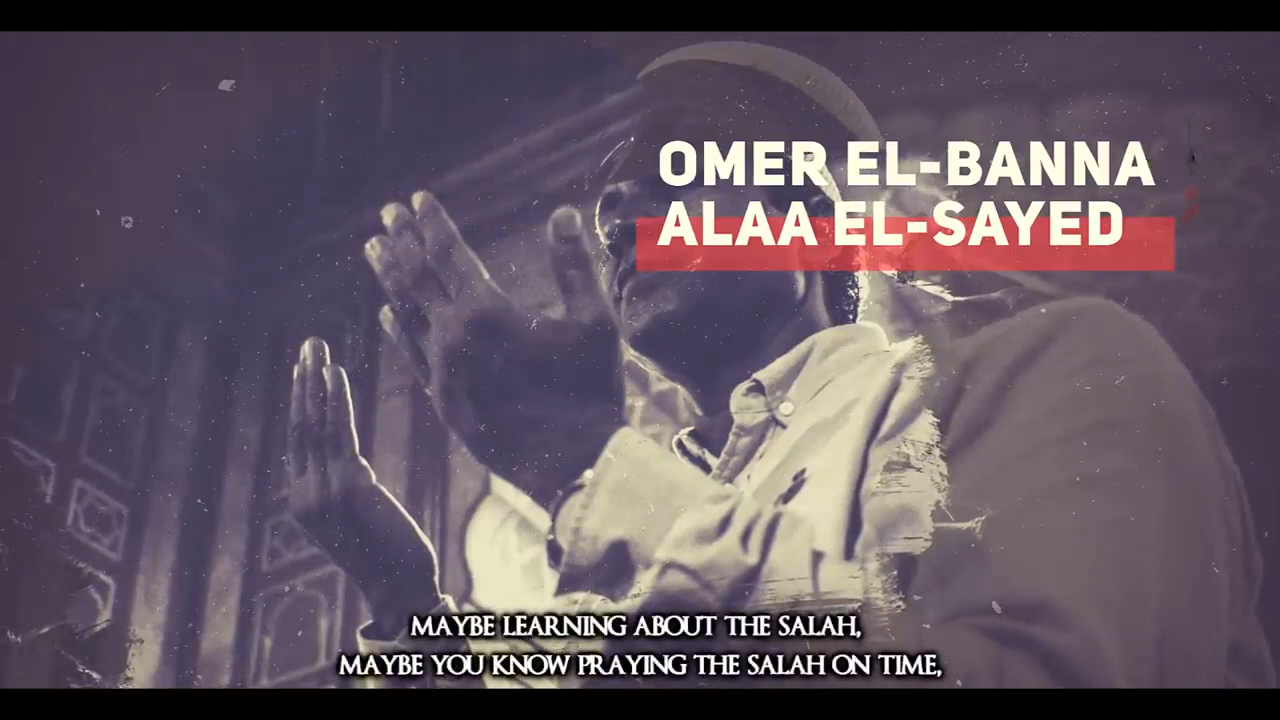 OMER EL-BANNA
ALAA EL-SAYED
MAYBE LEARNING ABOUT THE SALAH,
MAYBE YOU KNOW PRAYING THE SALAH ON TIME,